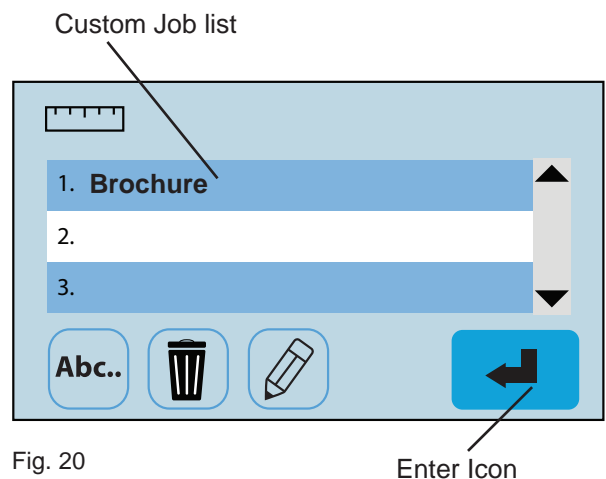 Custom Job list
1. Brochure
2.
3.
Abc..
Fig. 20
Enter Icon